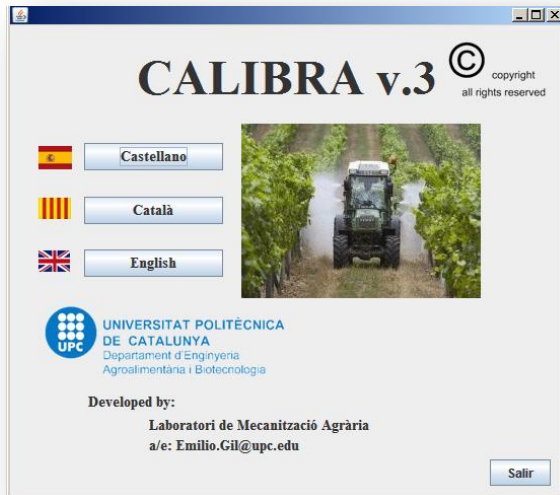 CALIBRA v.3 ©
copyright
all rights reserved
Castellano
Català
English
UPC
UNIVERSITAT POLITÈCNICA
DE CATALUNYA
Departament d'Enginyeria
Agroalimentària i Biotecnologia
Developed by:
Laboratori de Mecanització Agrària
a/e: Emilio.Gil@upc.edu
Salir